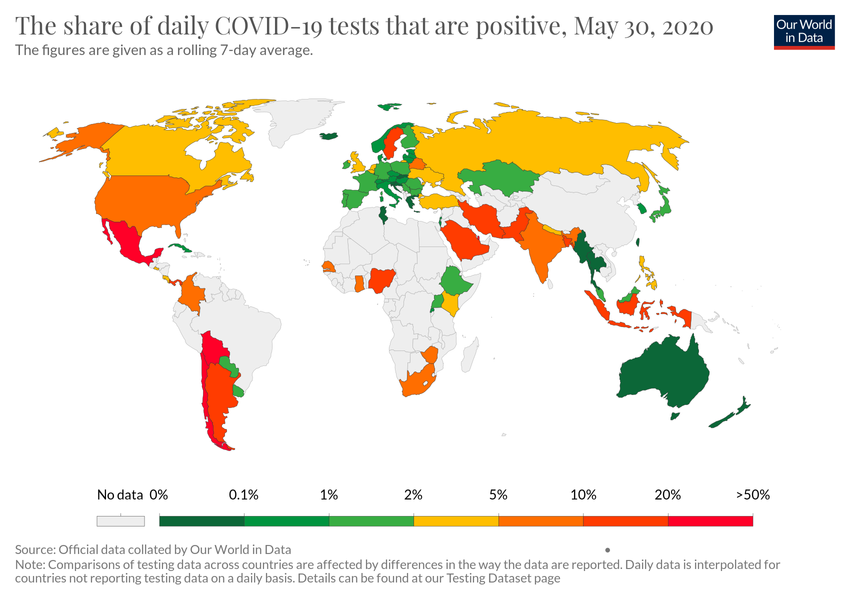 The share of daily COVID-19 tests that are positive, May 30, 2020
The figures are given as a rolling 7-day average.
Our World
in Data
No data 0% 0.1% 1% 2% 5% 10% 20% >50%
Source: Official data collated by Our World in Data
Note: Comparisons of testing data across countries are affected by differences in the way the data are reported. Daily data is interpolated for
countries not reporting testing data on a daily basis. Details can be found at our Testing Dataset page